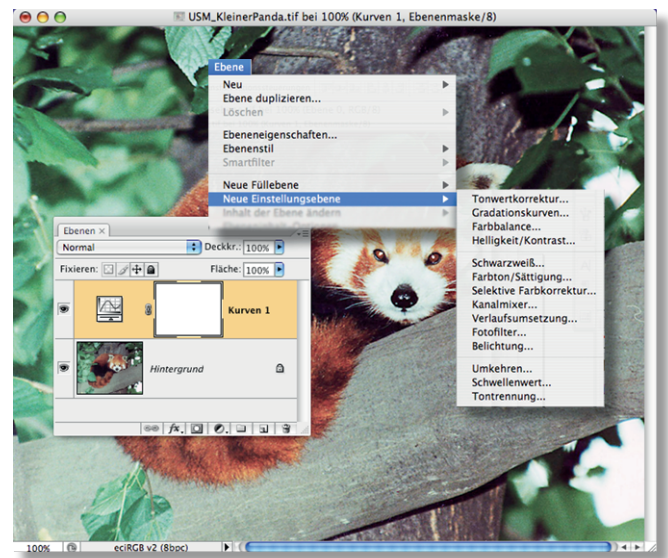 USM_KleinerPanda.tif bei 100% (Kurven 1, Ebenenmaske/8)
Ebene
Neu
Ebene duplizieren...
Löschen
Ebeneneigenschaften...
Ebenenstil
Smartfilter
Neue Füllebene
Neue Einstellungsebene
Inhalt der Ebene ändern
Tonwertkorrektur...
Gradationskurven...
Farbbalance...
Helligkeit/Kontrast...
Schwarzweiß...
Farbton/Sättigung...
Selektive Farbkorrektur...
Kanalmixer...
Verlaufsumsetzung...
Fotofilter...
Belichtung...
Umkehren...
Schwellenwert...
Tontrennung...
Ebenen ×
Normal Deckkr.: 100%
Fixieren: Fläche: 100%
Kurven 1
Hintergrund
fx.
100% eciRGB v2 (8bpc)